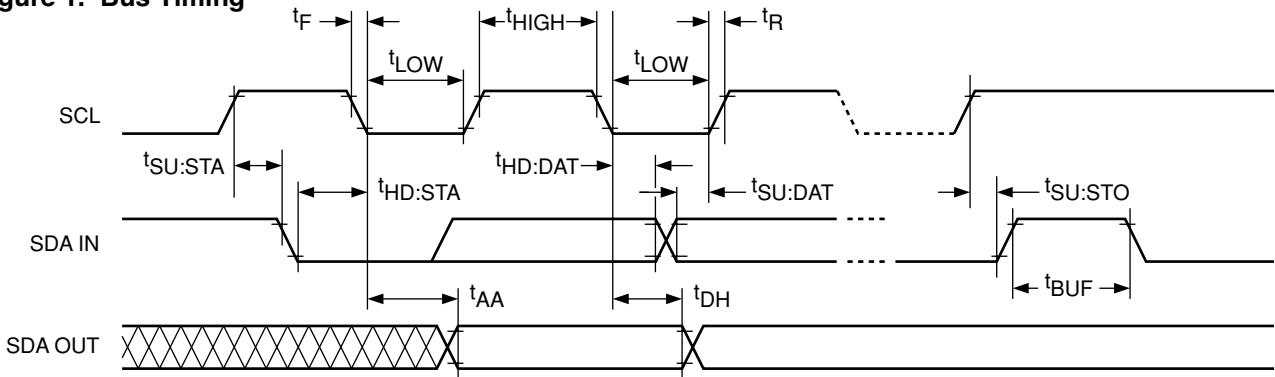 gure 1. Bus Timing
tF
tHIGH
tR
tLOW
tLOW
SCL
tSU:STA
tHD:STA
tHD:DAT
tSU:DAT
tSU:STO
SDA IN
tBUF
tAA
tDH
SDA OUT